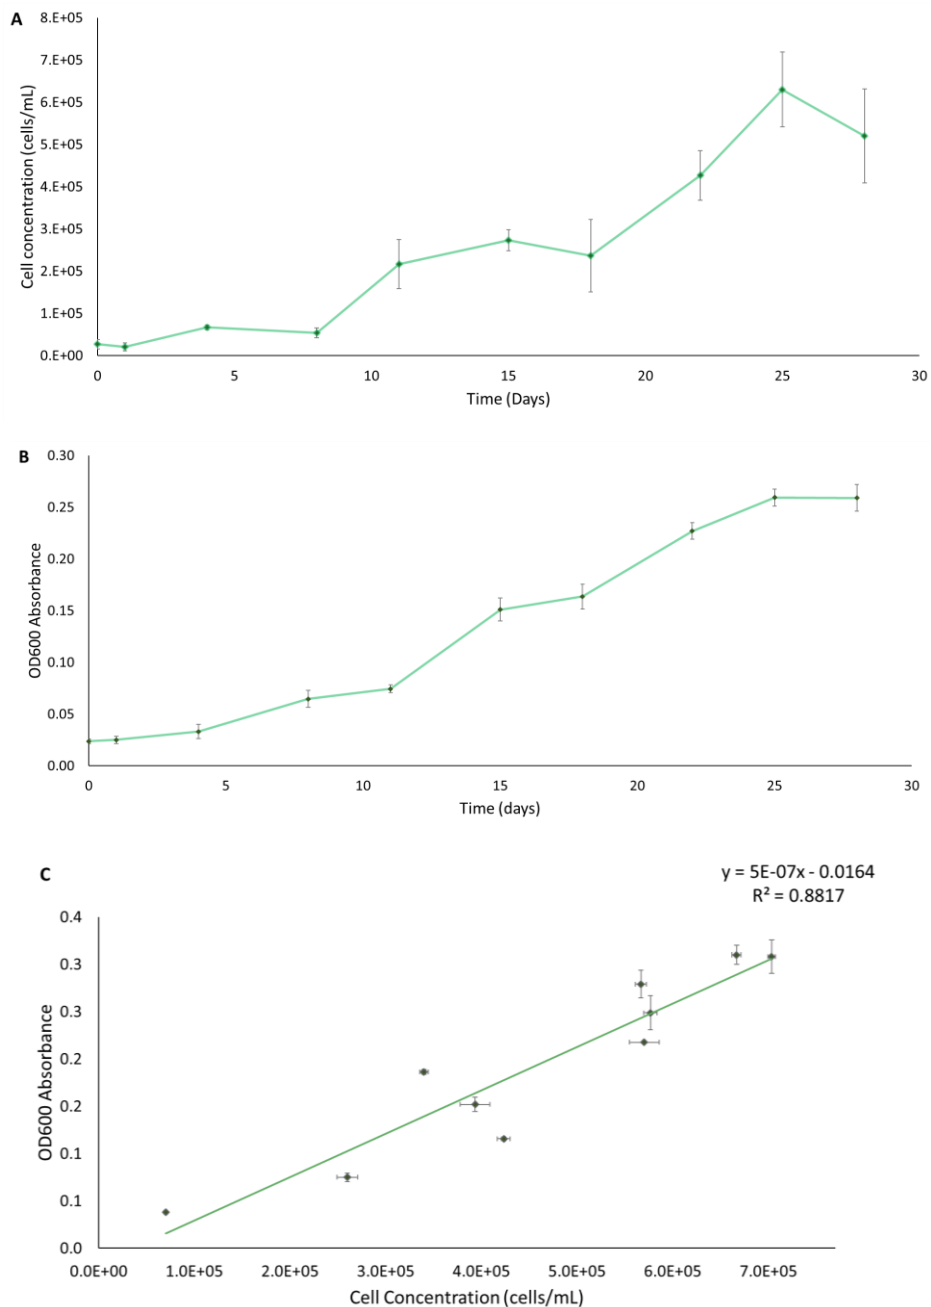 A
8.E+05
7.E+05
6.E+05
5.E+05
4.E+05
3.E+05
2.E+05
1.E+05
0.E+00
Cell concentration (cells/mL)
0 5 10 15 20 25 30
Time (Days)
B
0.30
0.25
0.20
0.15
0.10
0.05
0.00
OD600 Absorbance
0 5 10 15 20 25 30
Time (days)
C
y = 5E-07x - 0.0164
R² = 0.8817
0.4
0.3
0.3
0.2
0.2
0.1
0.1
0.0
OD600 Absorbance
0.0E+00 1.0E+05 2.0E+05 3.0E+05 4.0E+05 5.0E+05 6.0E+05 7.0E+05
Cell Concentration (cells/mL)